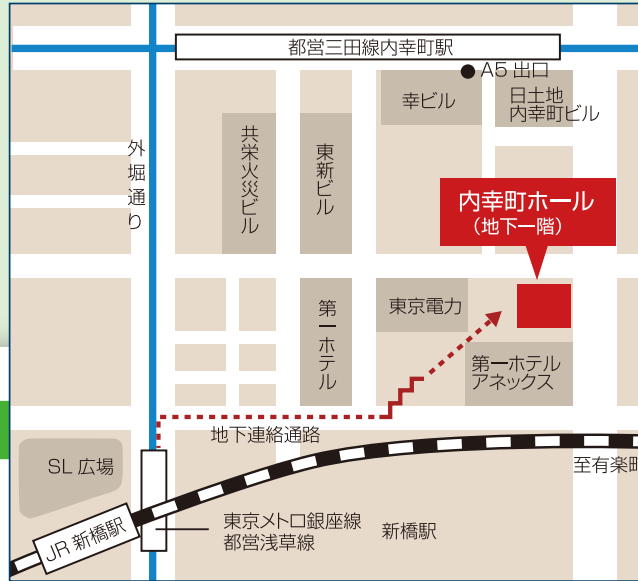 都営三田線内幸町駅
A5 出口
幸ビル
日土地
内幸町ビル
外堀通り
共栄火災ビル
東新ビル
内幸町ホール
(地下一階)
第一ホテル
東京電力
第一ホテル
アネックス
地下連絡通路
SL 広場
至有楽町
JR 新橋駅
東京メトロ銀座線
都営浅草線
新橋駅